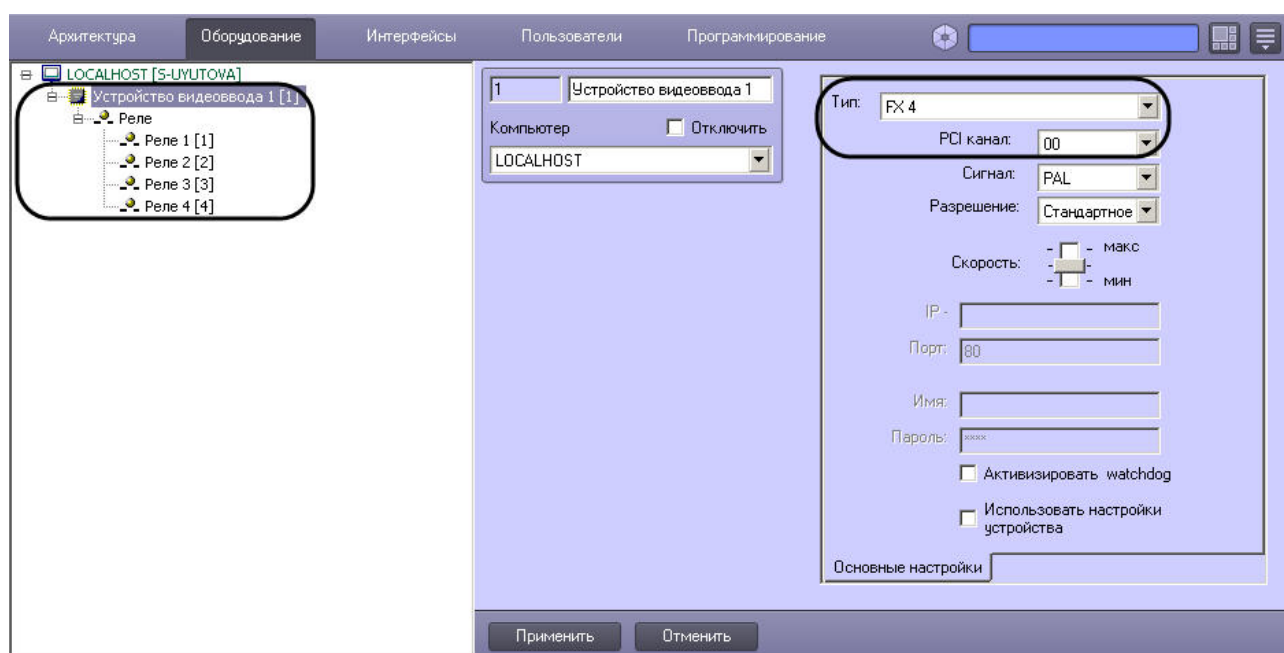 Архитектура Оборудование Интерфейсы Пользователи Программирование
LOCALHOST [S-UYUTOVA]
Устройство видеоввода 1 [1]
Реле
Реле 1 [1]
Реле 2 [2]
Реле 3 [3]
Реле 4 [4]
1 Устройство видеоввода 1
Компьютер Отключить
LOCALHOST
Тип: FX 4
PCI канал: 00
Сигнал: PAL
Разрешение: Стандартное
- - макс
Скорость: - -
- - мин
IP -
Порт: 80
Имя:
Пароль: ××××
Активизировать watchdog
Использовать настройки
устройства
Основные настройки
Применить Отменить